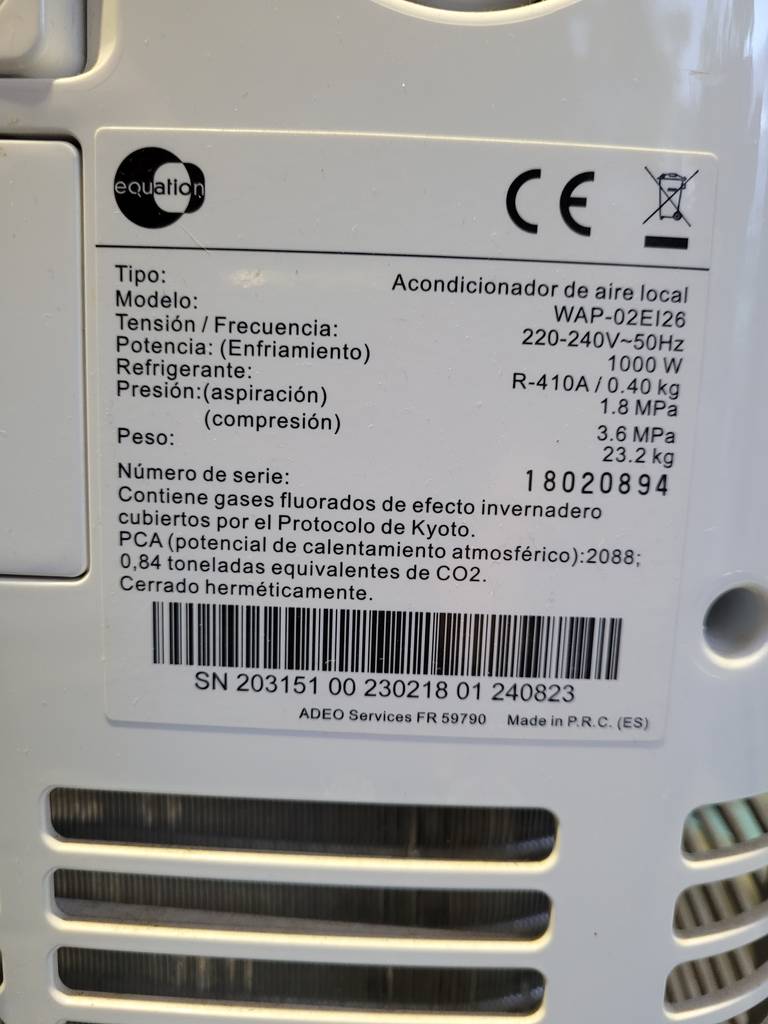 equation
CE
Tipo: Acondicionador de aire local
Modelo: WAP-02EI26
Tensión / Frecuencia: 220-240V~50Hz
Potencia: (Enfriamiento) 1000 W
Refrigerante: R-410A / 0.40 kg
Presión:(aspiración) 1.8 MPa
(compresión) 3.6 MPa
Peso: 23.2 kg
Número de serie: 18020894
Contiene gases fluorados de efecto invernadero
cubiertos por el Protocolo de Kyoto.
PCA (potencial de calentamiento atmosférico):2088;
0,84 toneladas equivalentes de CO2.
Cerrado herméticamente.
SN 203151 00 230218 01 240823
ADEO Services FR 59790 Made in P.R.C. (ES)